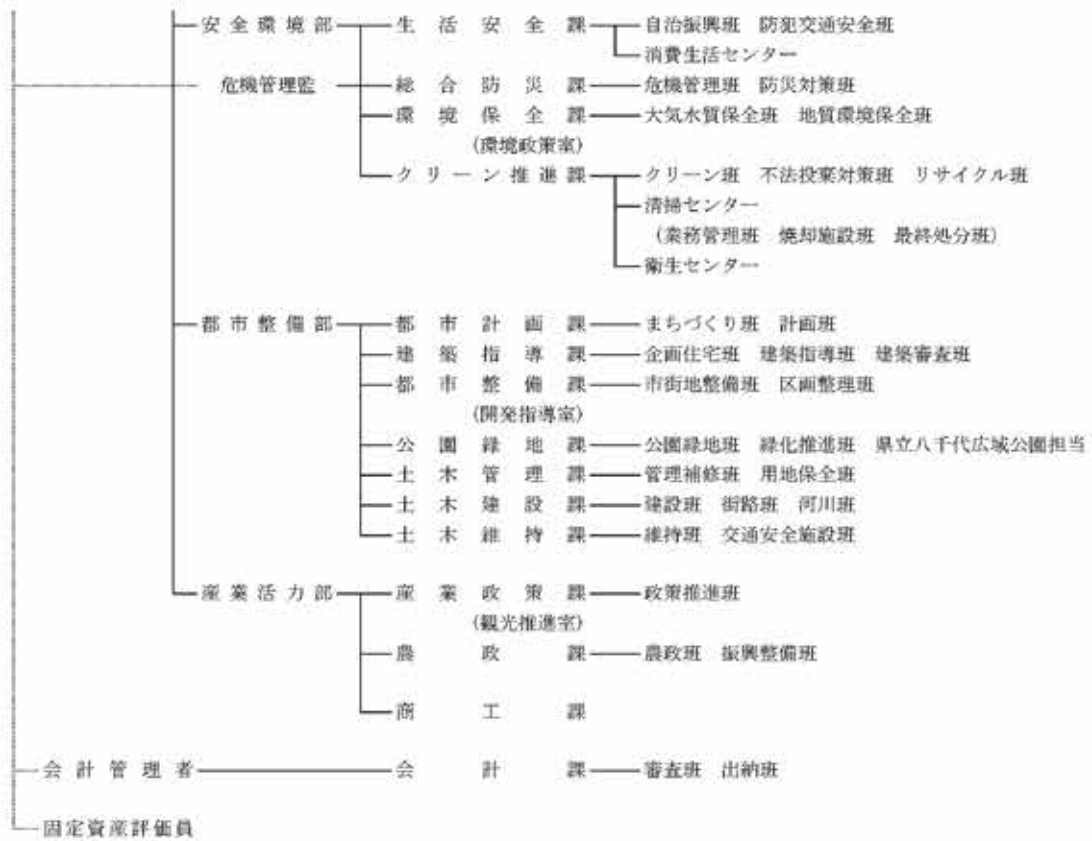 安全環境部 生活安全課 自治振興班 防犯交通安全班
消費生活センター
危機管理監 総合防災課 危機管理班 防災対策班
環境保全課 大気水質保全班 地質環境保全班
(環境政策室)
クリーン推進課 クリーン班 不法投棄対策班 リサイクル班
清掃センター
(業務管理班 焼却施設班 最終処分班)
衛生センター
都市整備部 都市計画課 まちづくり班 計画班
建築指導課 企画住宅班 建築指導班 建築審査班
都市整備課 市街地整備班 区画整理班
(開発指導室)
公園緑地課 公園緑地班 緑化推進班 県立八千代広域公園担当
土木管理課 管理補修班 用地保全班
土木建設課 建設班 街路班 河川班
土木維持課 維持班 交通安全施設班
産業活力部 産業政策課 政策推進班
(観光推進室)
農政課 農政班 振興整備班
商工課
会計管理者 会計課 審査班 出納班
固定資産評価員